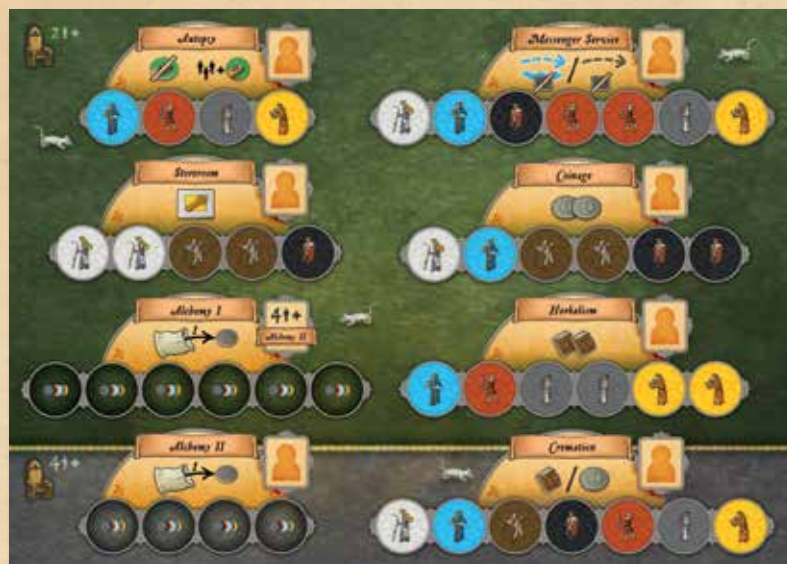 2†+
Autopsy
Messenger Service
Storeroom
Coinage
Alchemy I
4†+
Alchemy II
Herbalism
4†+
Alchemy II
Cremation